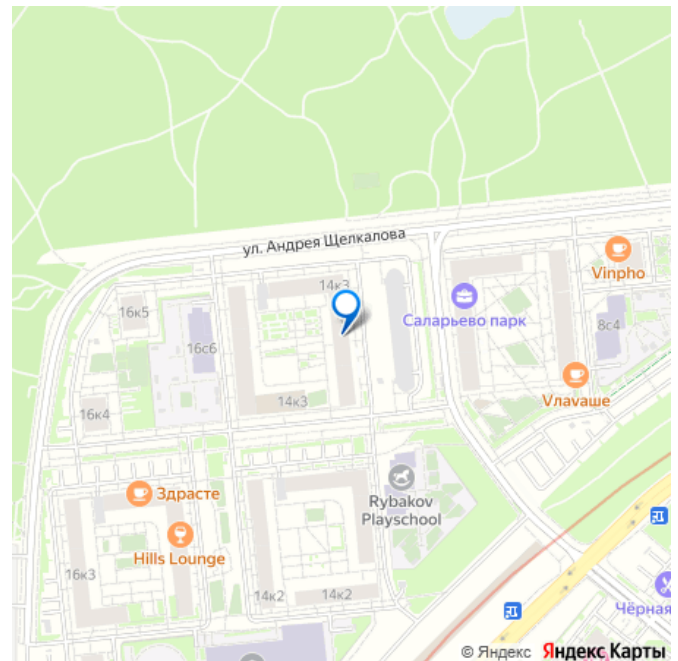 ул. Андрея Щелкалова
Vinpho
14к3
Саларьево парк
16к5
8с4
16с6
Vлаvаше
14к3
16к4
Здрасте
Rybakov
Playschool
Hills Lounge
16к3
14к2
14к2
Чёрная
© Яндекс Яндекс Карты